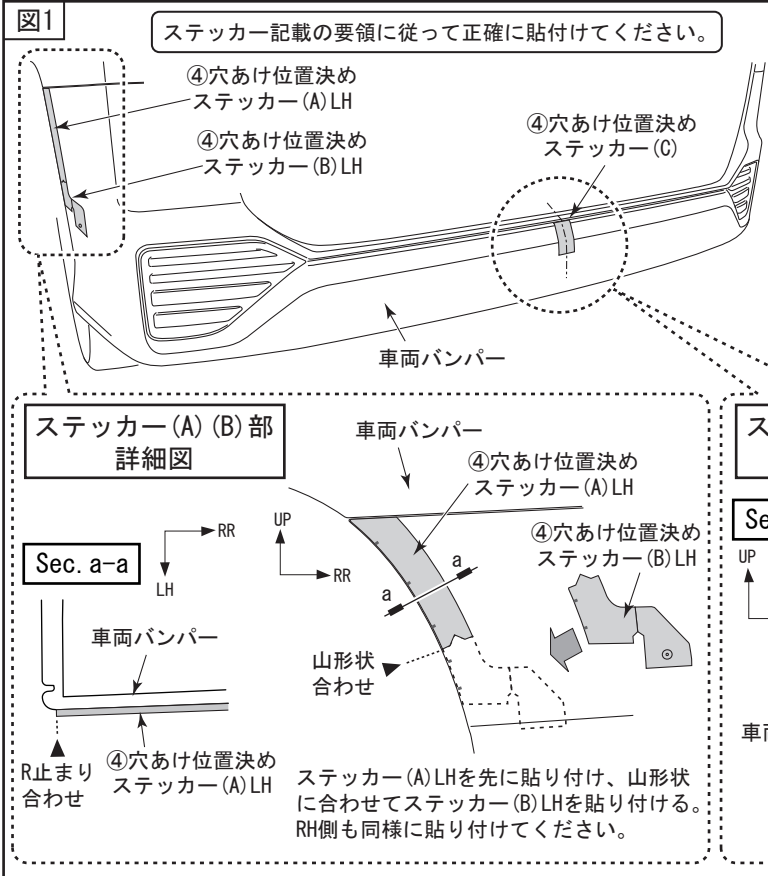 図1
ステッカー記載の要領に従って正確に貼付けてください。
④穴あけ位置決め
ステッカー(A)LH
④穴あけ位置決め
ステッカー(B)LH
④穴あけ位置決め
ステッカー(C)
車両バンパー
ステッカー(A)(B)部
詳細図
車両バンパー
④穴あけ位置決め
ステッカー(A)LH
④穴あけ位置決め
ステッカー(B)LH
Sec.a-a
RR
LH
UP
RR
a
a
車両バンパー
山形状
合わせ
R止まり
合わせ
④穴あけ位置決め
ステッカー(A)LH
ステッカー(A)LHを先に貼り付け、山形状
に合わせてステッカー(B)LHを貼り付ける。
RH側も同様に貼り付けてください。
ス
Se
UP
車